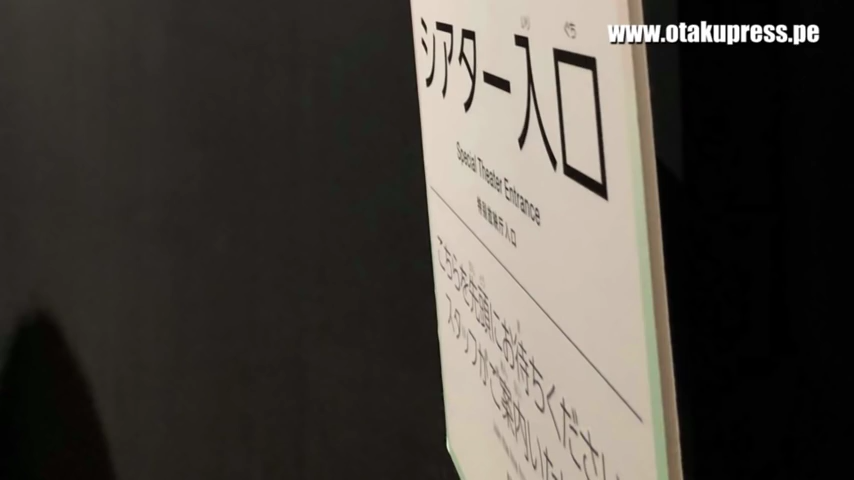 www.otakupress.pe
シアター入口
Special Theater Entrance
こちらを先頭にお待ちください
スタッフがご案内いた